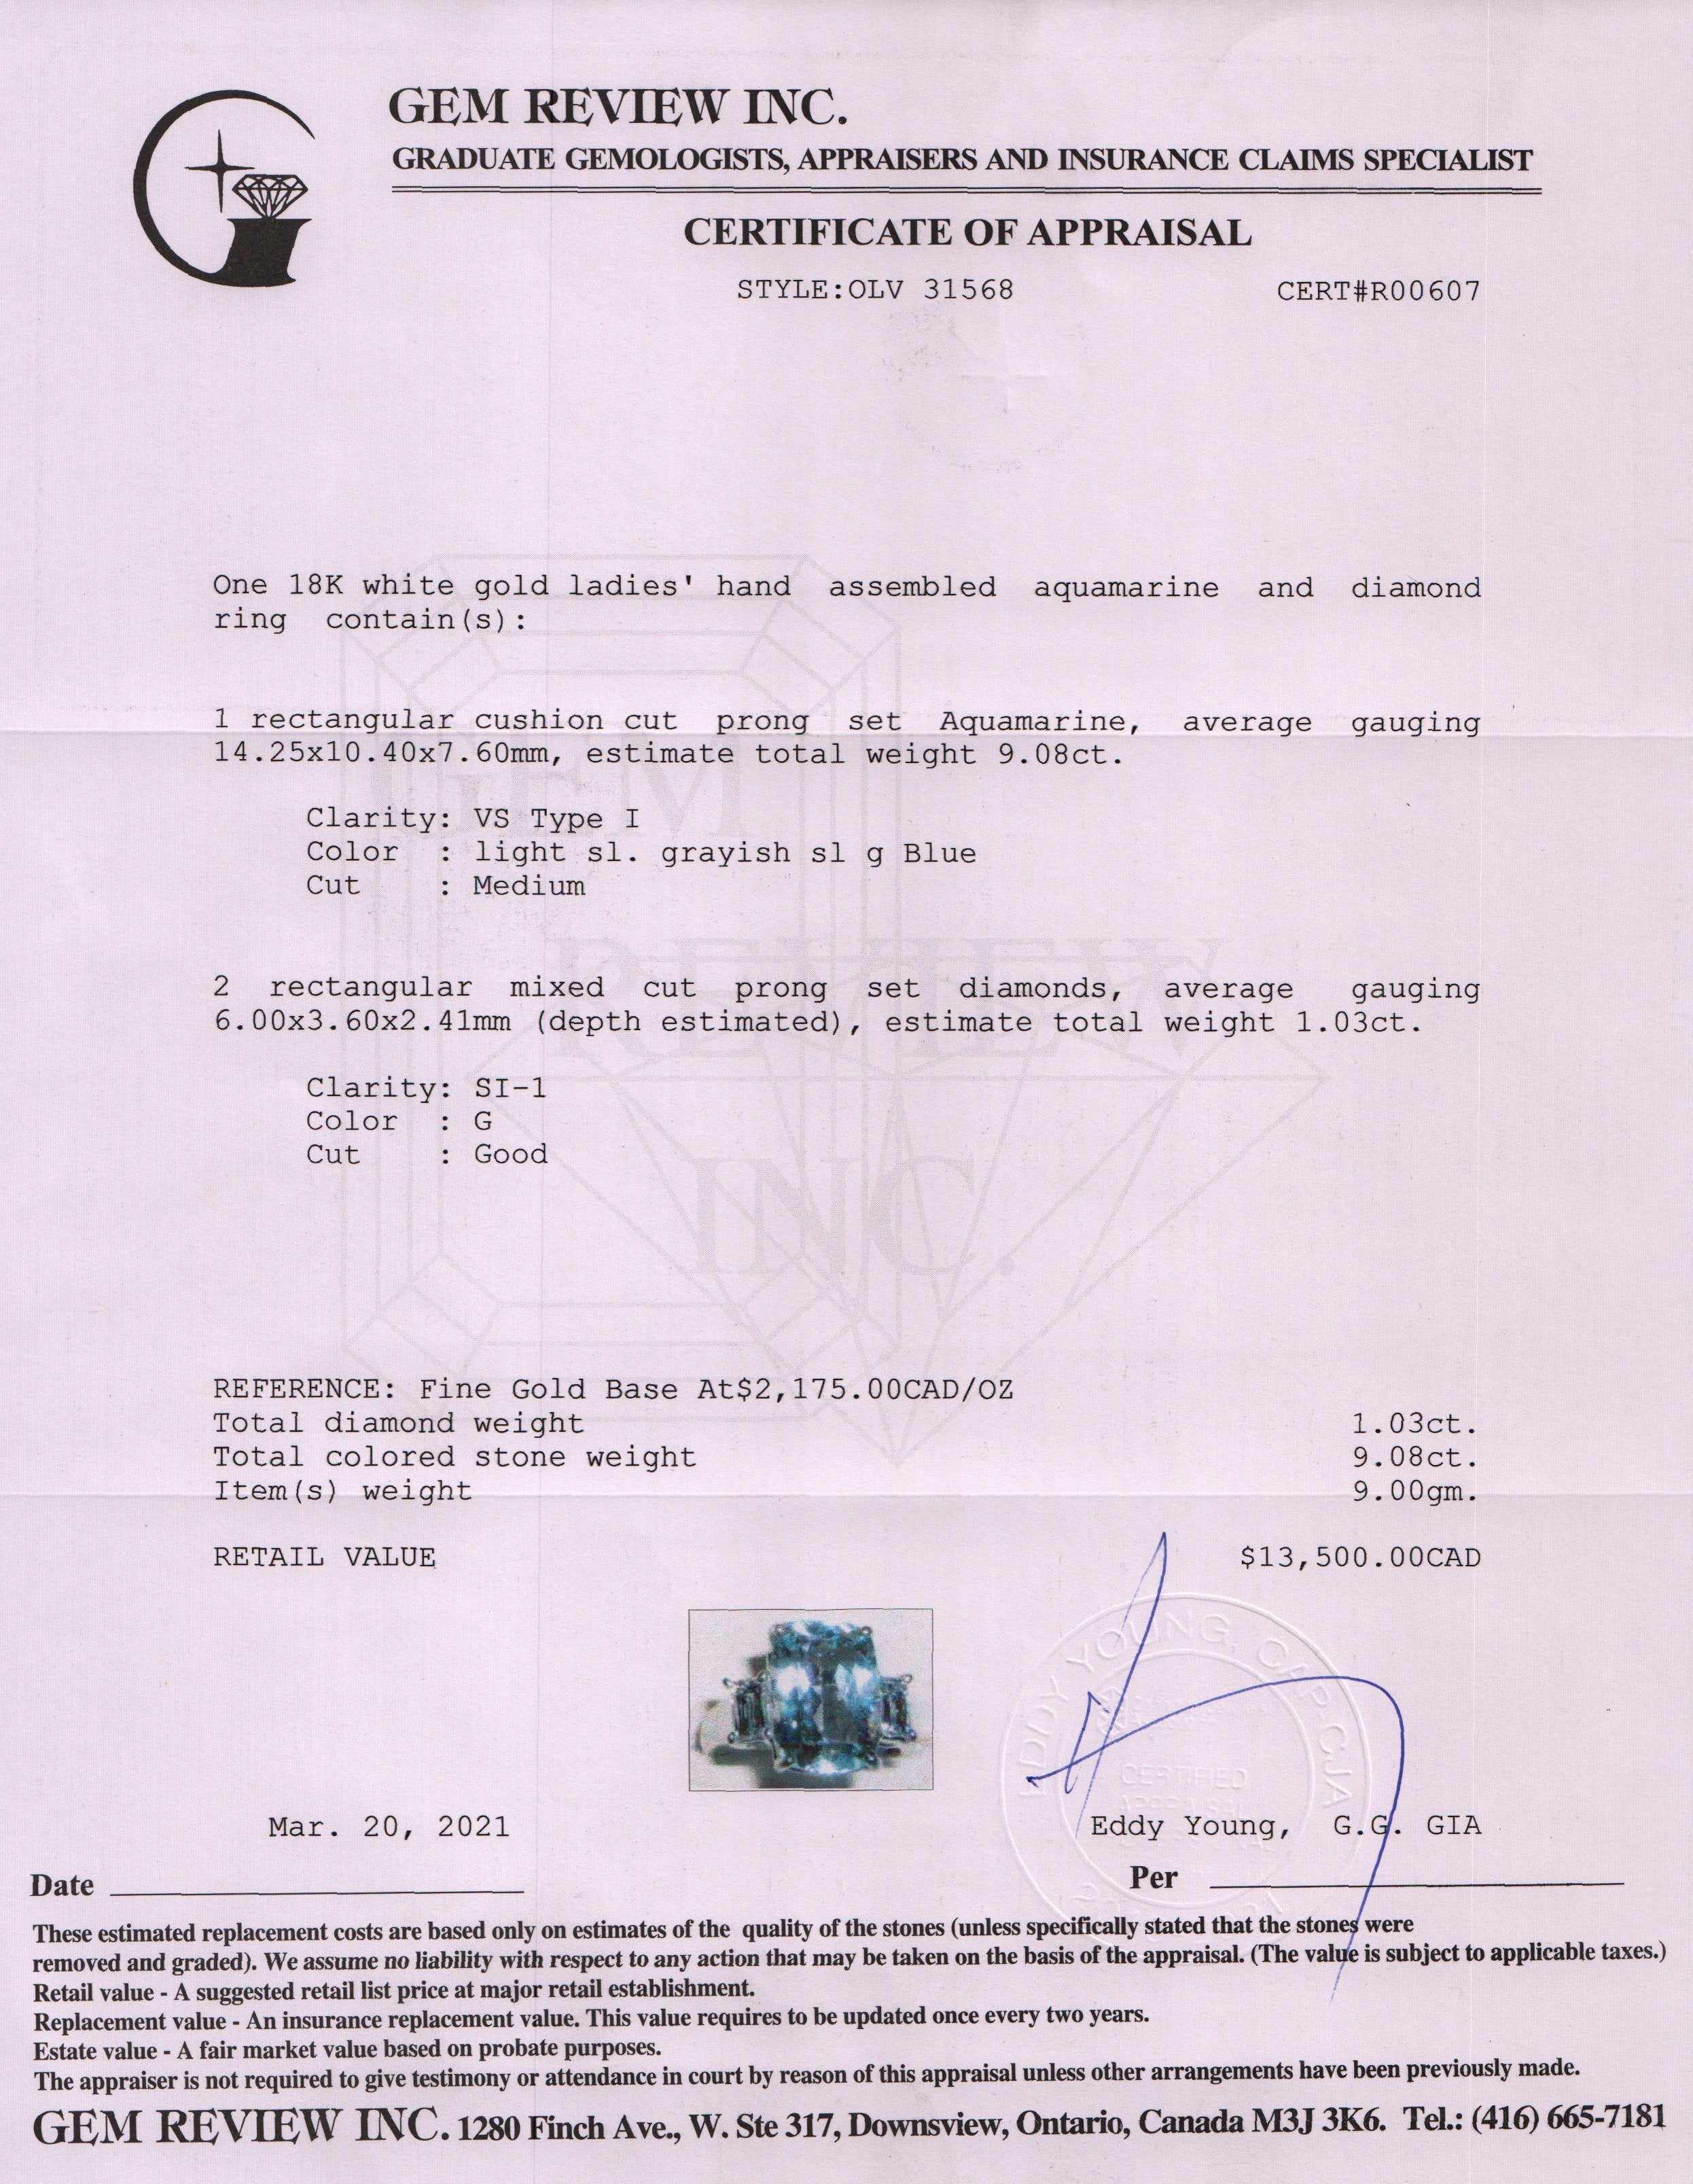 GEM REVIEW INC.
GRADUATE GEMOLOGISTS, APPRAISERS AND INSURANCE CLAIMS SPECIALIST
CERTIFICATE OF APPRAISAL
STYLE:OLV 31568 CERT#R00607
One 18K white gold ladies' hand assembled aquamarine and diamond
ring contain(s):
1 rectangular cushion cut prong set Aquamarine, average gauging
14.25x10.40x7.60mm, estimate total weight 9.08ct.
Clarity: VS Type I
Color : light sl. grayish sl g Blue
Cut : Medium
2 rectangular mixed cut prong set diamonds, average gauging
6.00x3.60x2.41mm (depth estimated), estimate total weight 1.03ct.
Clarity: SI-1
Color : G
Cut : Good
GEM
REVIEW
INC.
REFERENCE: Fine Gold Base At$2,175.00CAD/OZ
Total diamond weight 1.03ct.
Total colored stone weight 9.08ct.
Item(s) weight 9.00gm.
RETAIL VALUE $13,500.00CAD
EDDY YOUNG, CJA
CERTIFIED
Mar. 20, 2021 Eddy Young, G.G. GIA
Date Per
These estimated replacement costs are based only on estimates of the quality of the stones (unless specifically stated that the stones were
removed and graded). We assume no liability with respect to any action that may be taken on the basis of the appraisal. (The value is subject to applicable taxes.)
Retail value - A suggested retail list price at major retail establishment.
Replacement value - An insurance replacement value. This value requires to be updated once every two years.
Estate value - A fair market value based on probate purposes.
The appraiser is not required to give testimony or attendance in court by reason of this appraisal unless other arrangements have been previously made.
GEM REVIEW INC. 1280 Finch Ave., W. Ste 317, Downsview, Ontario, Canada M3J 3K6. Tel.: (416) 665-7181